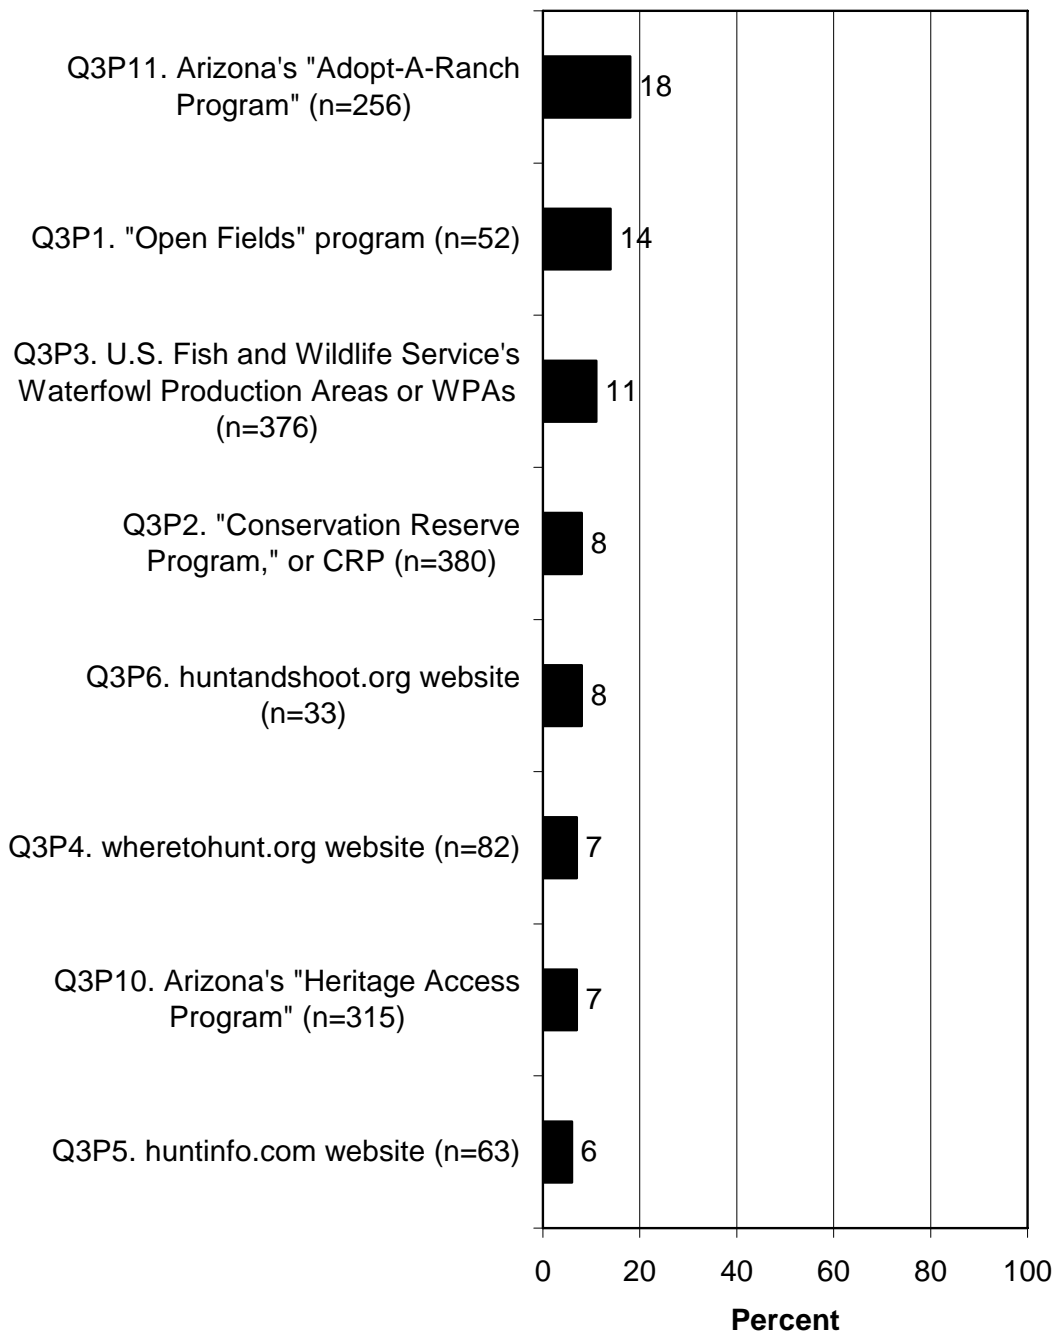 Q3P11. Arizona's "Adopt-A-Ranch
Program" (n=256)
18
Q3P1. "Open Fields" program (n=52)
14
Q3P3. U.S. Fish and Wildlife Service's
Waterfowl Production Areas or WPAs
(n=376)
11
Q3P2. "Conservation Reserve
Program," or CRP (n=380)
8
Q3P6. huntandshoot.org website
(n=33)
8
Q3P4. wheretohunt.org website (n=82)
7
Q3P10. Arizona's "Heritage Access
Program" (n=315)
7
Q3P5. huntinfo.com website (n=63)
6
0 20 40 60 80 100
Percent